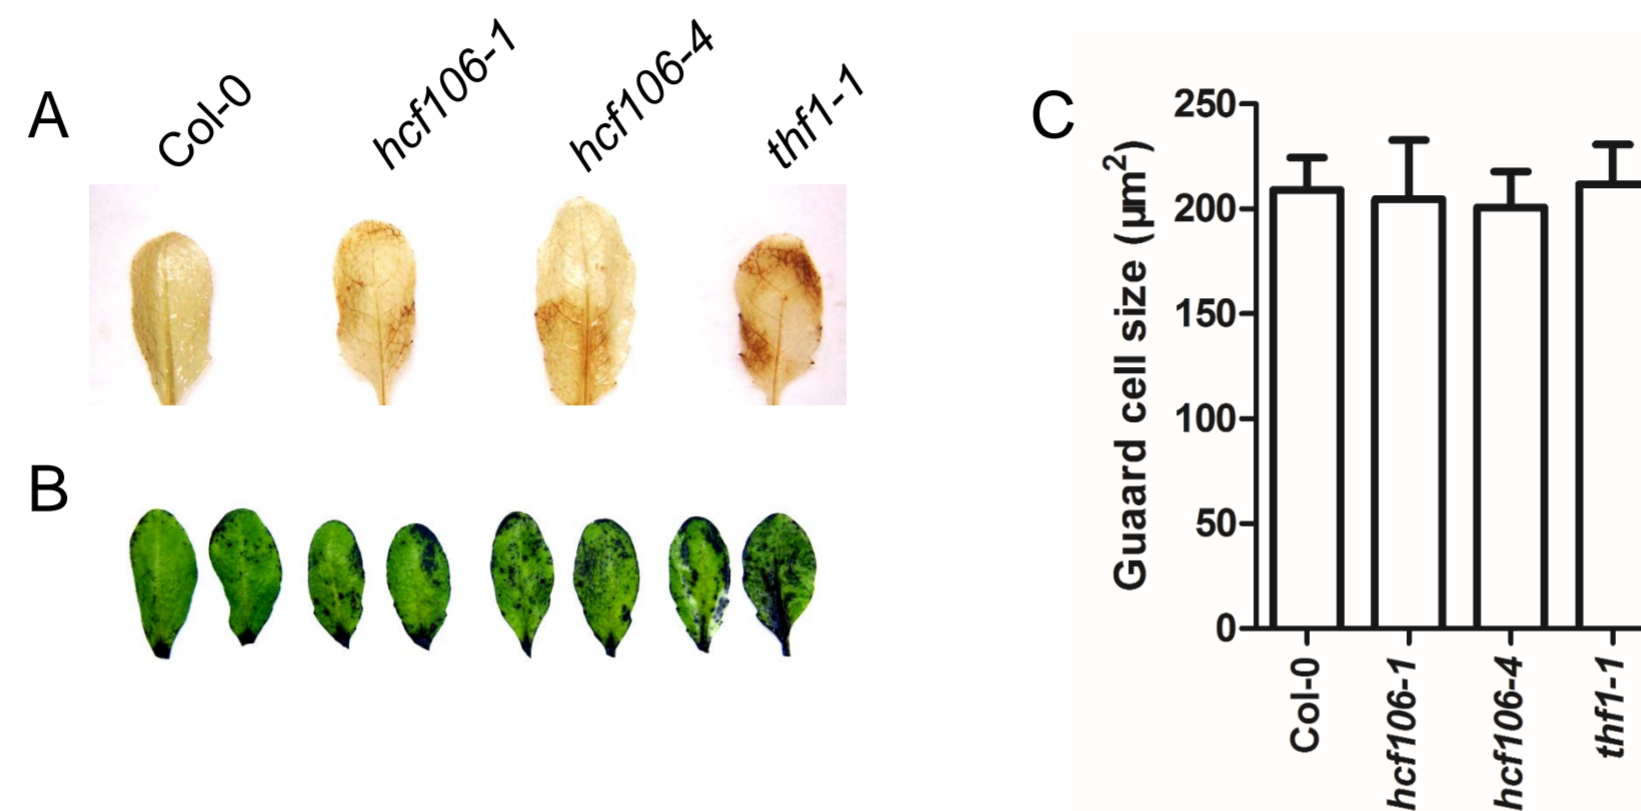 A
Col-0
hcf106-1
hcf106-4
thf1-1
B
C
Guaard cell size (µm²)
250
200
150
100
50
0
Col-0
hcf106-1
hcf106-4
thf1-1